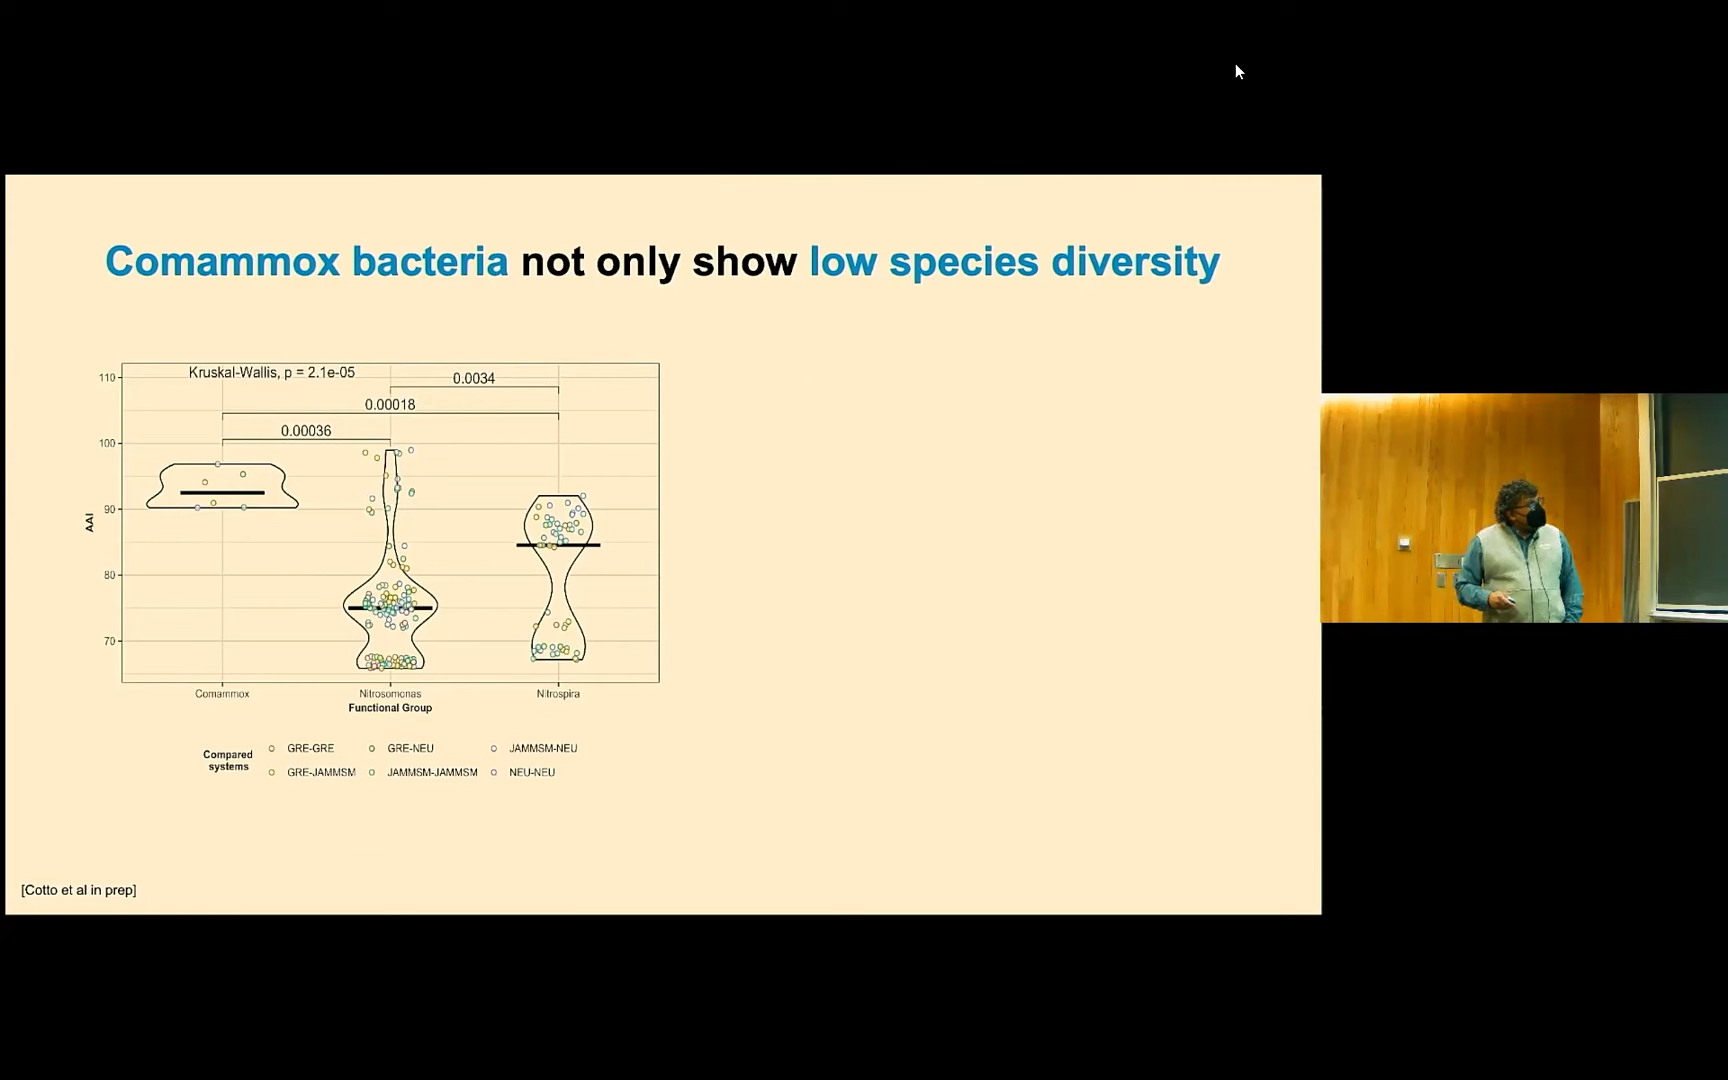 Comammox bacteria not only show low species diversity
Kruskal-Wallis, p = 2.1e-05
0.0034
0.00018
0.00036
110
100
90
80
70
AAI
Comammox
Nitrosomonas
Nitrospira
Functional Group
Compared
systems
GRE-GRE
GRE-NEU
JAMMSM-NEU
GRE-JAMMSM
JAMMSM-JAMMSM
NEU-NEU
[Cotto et al in prep]